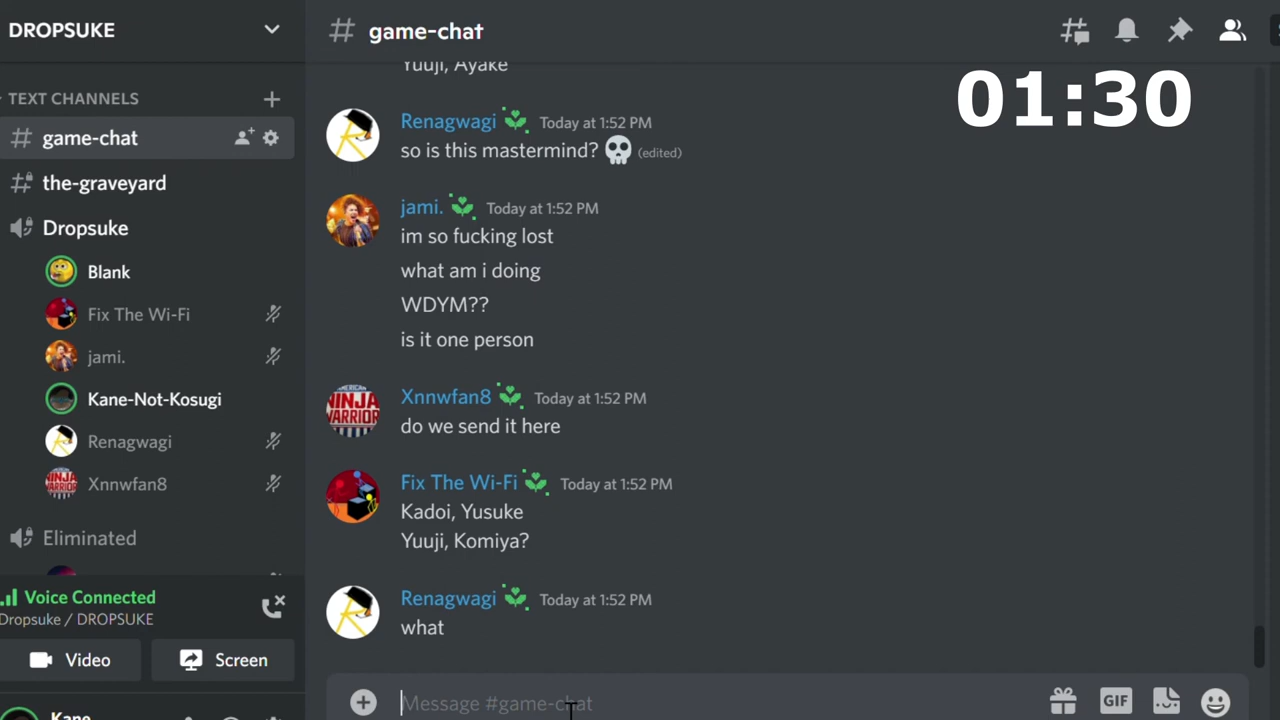 DROPSUKE
# game-chat
01:30
TEXT CHANNELS
game-chat
the-graveyard
Dropsuke
Blank
Fix The Wi-Fi
jami.
Kane-Not-Kosugi
Renagwagi
Xnnwfan8
Eliminated
Voice Connected
Dropsuke / DROPSUKE
Video
Screen
Kane
Yuuji, Ayake
Renagwagi Today at 1:52 PM
so is this mastermind? 💀 (edited)
jami. Today at 1:52 PM
im so fucking lost
what am i doing
WDYM??
is it one person
AMERICAN
NINJA
WARRIOR
Xnnwfan8 Today at 1:52 PM
do we send it here
Fix The Wi-Fi Today at 1:52 PM
Kadoi, Yusuke
Yuuji, Komiya?
Renagwagi Today at 1:52 PM
what
Message #game-chat
GIF